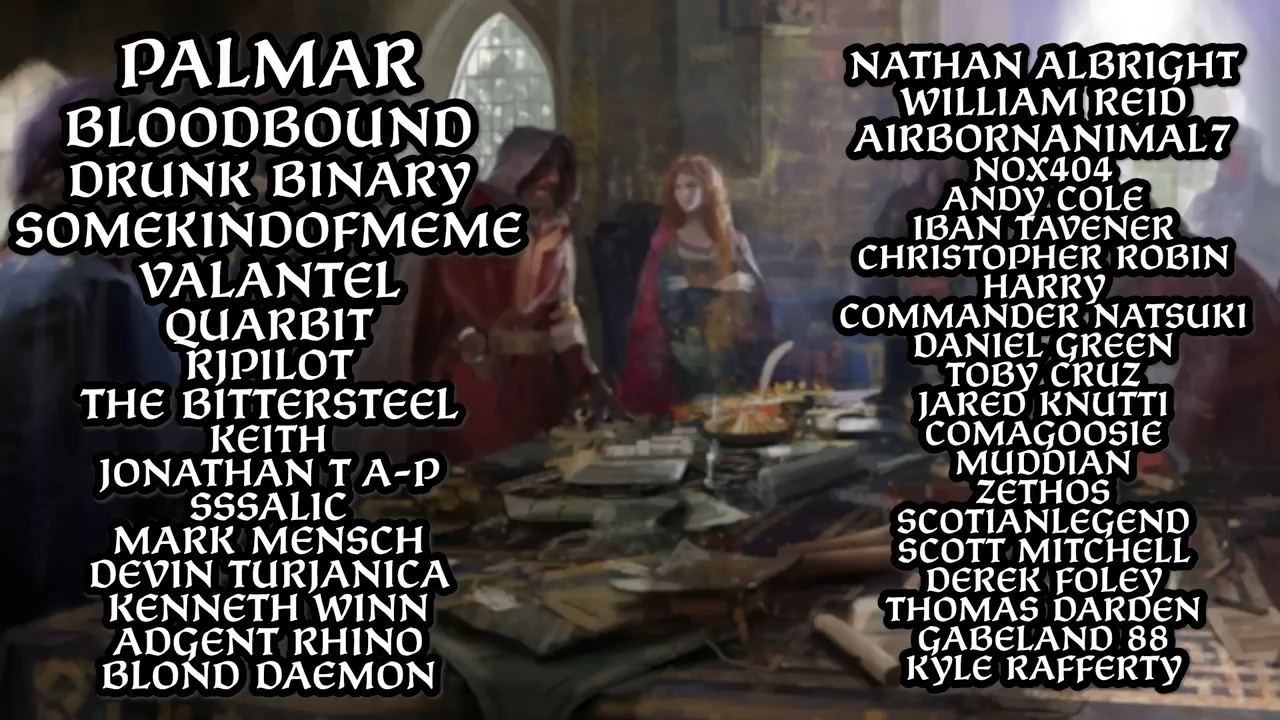 PALMAR
BLOODBOUND
DRUNK BINARY
SOMEKINDOFMEME
VALANTEL
QUARBIT
RJPILOT
THE BITTERSTEEL
KEITH
JONATHAN T A-P
SSSALIC
MARK MENSCH
DEVIN TURJANICA
KENNETH WINN
ADGENT RHINO
BLOND DAEMON
NATHAN ALBRIGHT
WILLIAM REID
AIRBORNANIMAL7
NOX404
ANDY COLE
IBAN TAVENER
CHRISTOPHER ROBIN
HARRY
COMMANDER NATSUKI
DANIEL GREEN
TOBY CRUZ
JARED KNUTTI
COMAGOOSIE
MUDDIAN
ZETHOS
SCOTIANLEGEND
SCOTT MITCHELL
DEREK FOLEY
THOMAS DARDEN
GABELAND 88
KYLE RAFFERTY